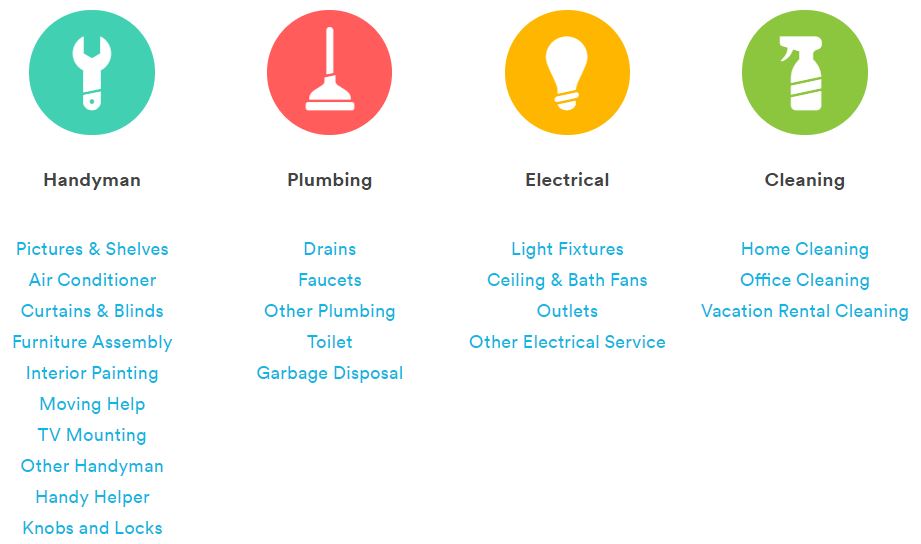 Handyman
Pictures & Shelves
Air Conditioner
Curtains & Blinds
Furniture Assembly
Interior Painting
Moving Help
TV Mounting
Other Handyman
Handy Helper
Knobs and Locks
Plumbing
Drains
Faucets
Other Plumbing
Toilet
Garbage Disposal
Electrical
Light Fixtures
Ceiling & Bath Fans
Outlets
Other Electrical Service
Cleaning
Home Cleaning
Office Cleaning
Vacation Rental Cleaning